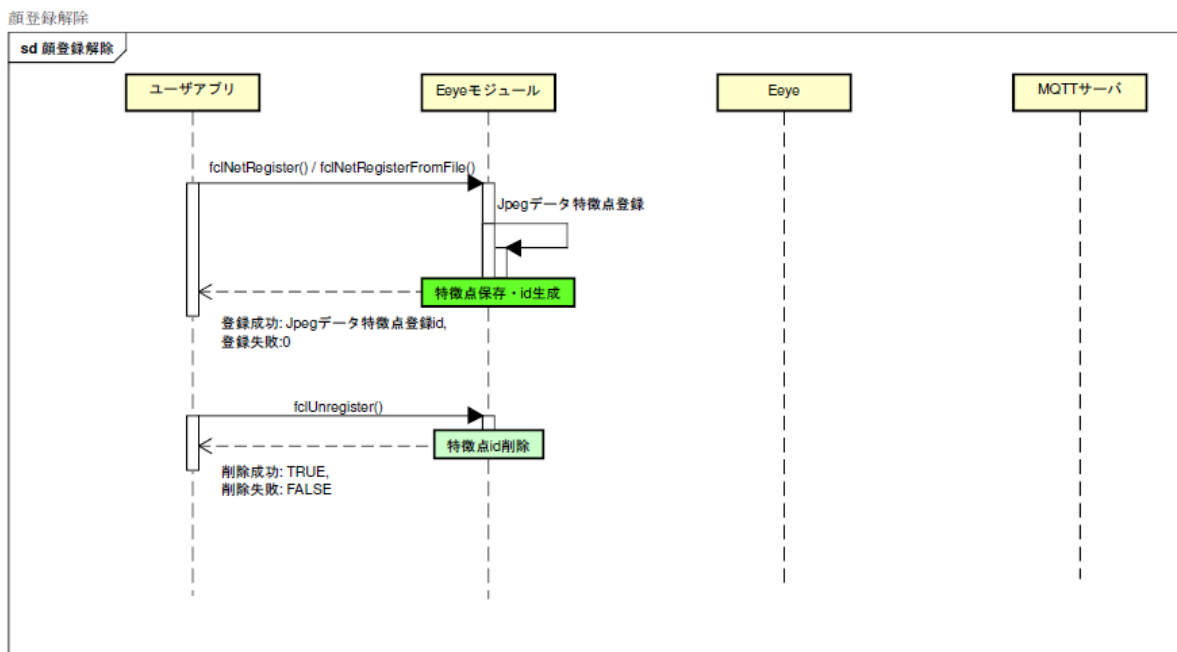 顔登録解除
sd 顔登録解除
ユーザアプリ
Eeyeモジュール
Eeye
MQTTサーバ
fclNetRegister() / fclNetRegisterFromFile()
Jpegデータ特徴点登録
特徴点保存・id生成
登録成功: Jpegデータ特徴点登録id,
登録失敗:0
fclUnregister()
特徴点id削除
削除成功: TRUE,
削除失敗: FALSE